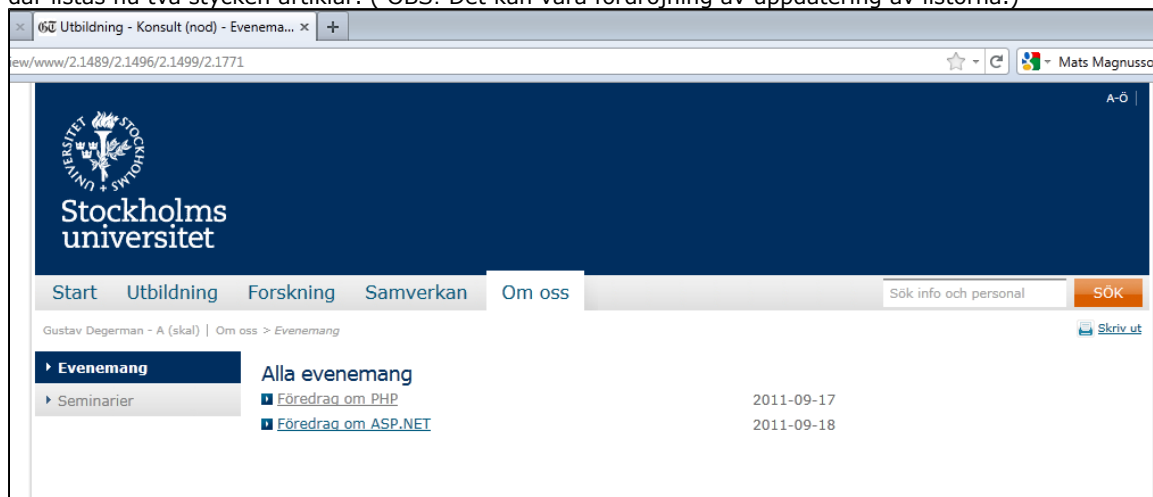 där listas nu två stycken artiklar. ( OBS! Det kan vara fördröjning av uppdatering av listorna.)
GT Utbildning - Konsult (nod) - Evenema... × +
iew/www/2.1489/2.1496/2.1499/2.1771
Mats Magnusso
A-Ö |
STOCKHOLMS + UNIVERSITET
Stockholms
universitet
Start Utbildning Forskning Samverkan Om oss Sök info och personal SÖK
Gustav Degerman - A (skal) | Om oss > Evenemang Skriv ut
Evenemang
Seminarier
Alla evenemang
Föredrag om PHP 2011-09-17
Föredrag om ASP.NET 2011-09-18